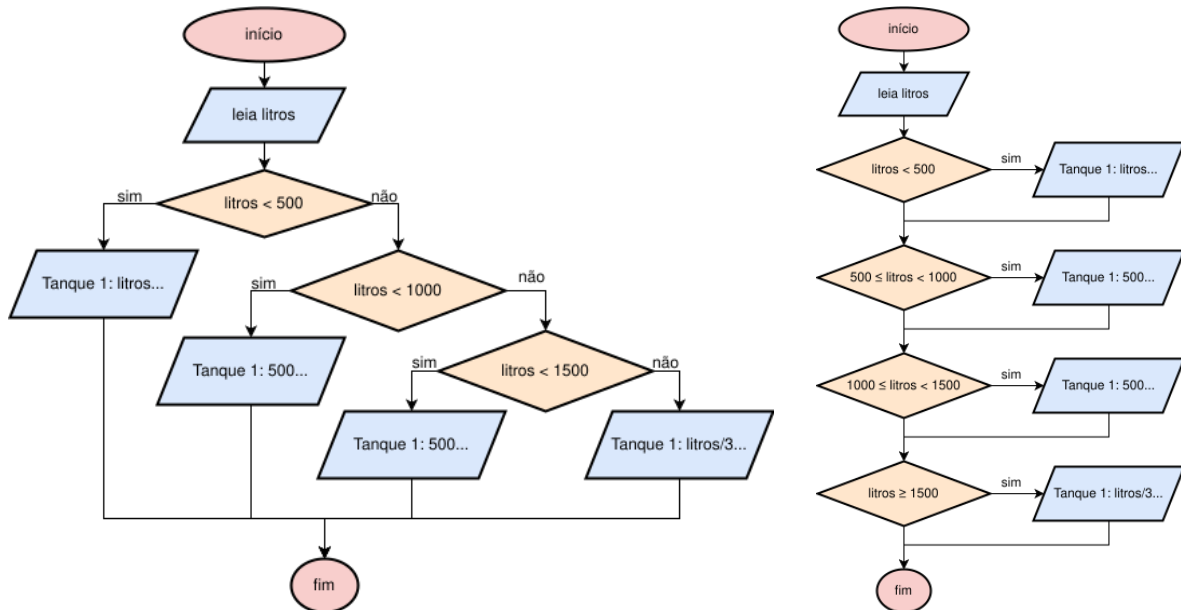 início
leia litros
litros < 500
sim
não
Tanque 1: litros...
litros < 1000
sim
não
Tanque 1: 500...
litros < 1500
sim
não
Tanque 1: 500...
Tanque 1: litros/3...
fim
início
leia litros
litros < 500
sim
Tanque 1: litros...
500 ≤ litros < 1000
sim
Tanque 1: 500...
1000 ≤ litros < 1500
sim
Tanque 1: 500...
litros ≥ 1500
sim
Tanque 1: litros/3...
fim